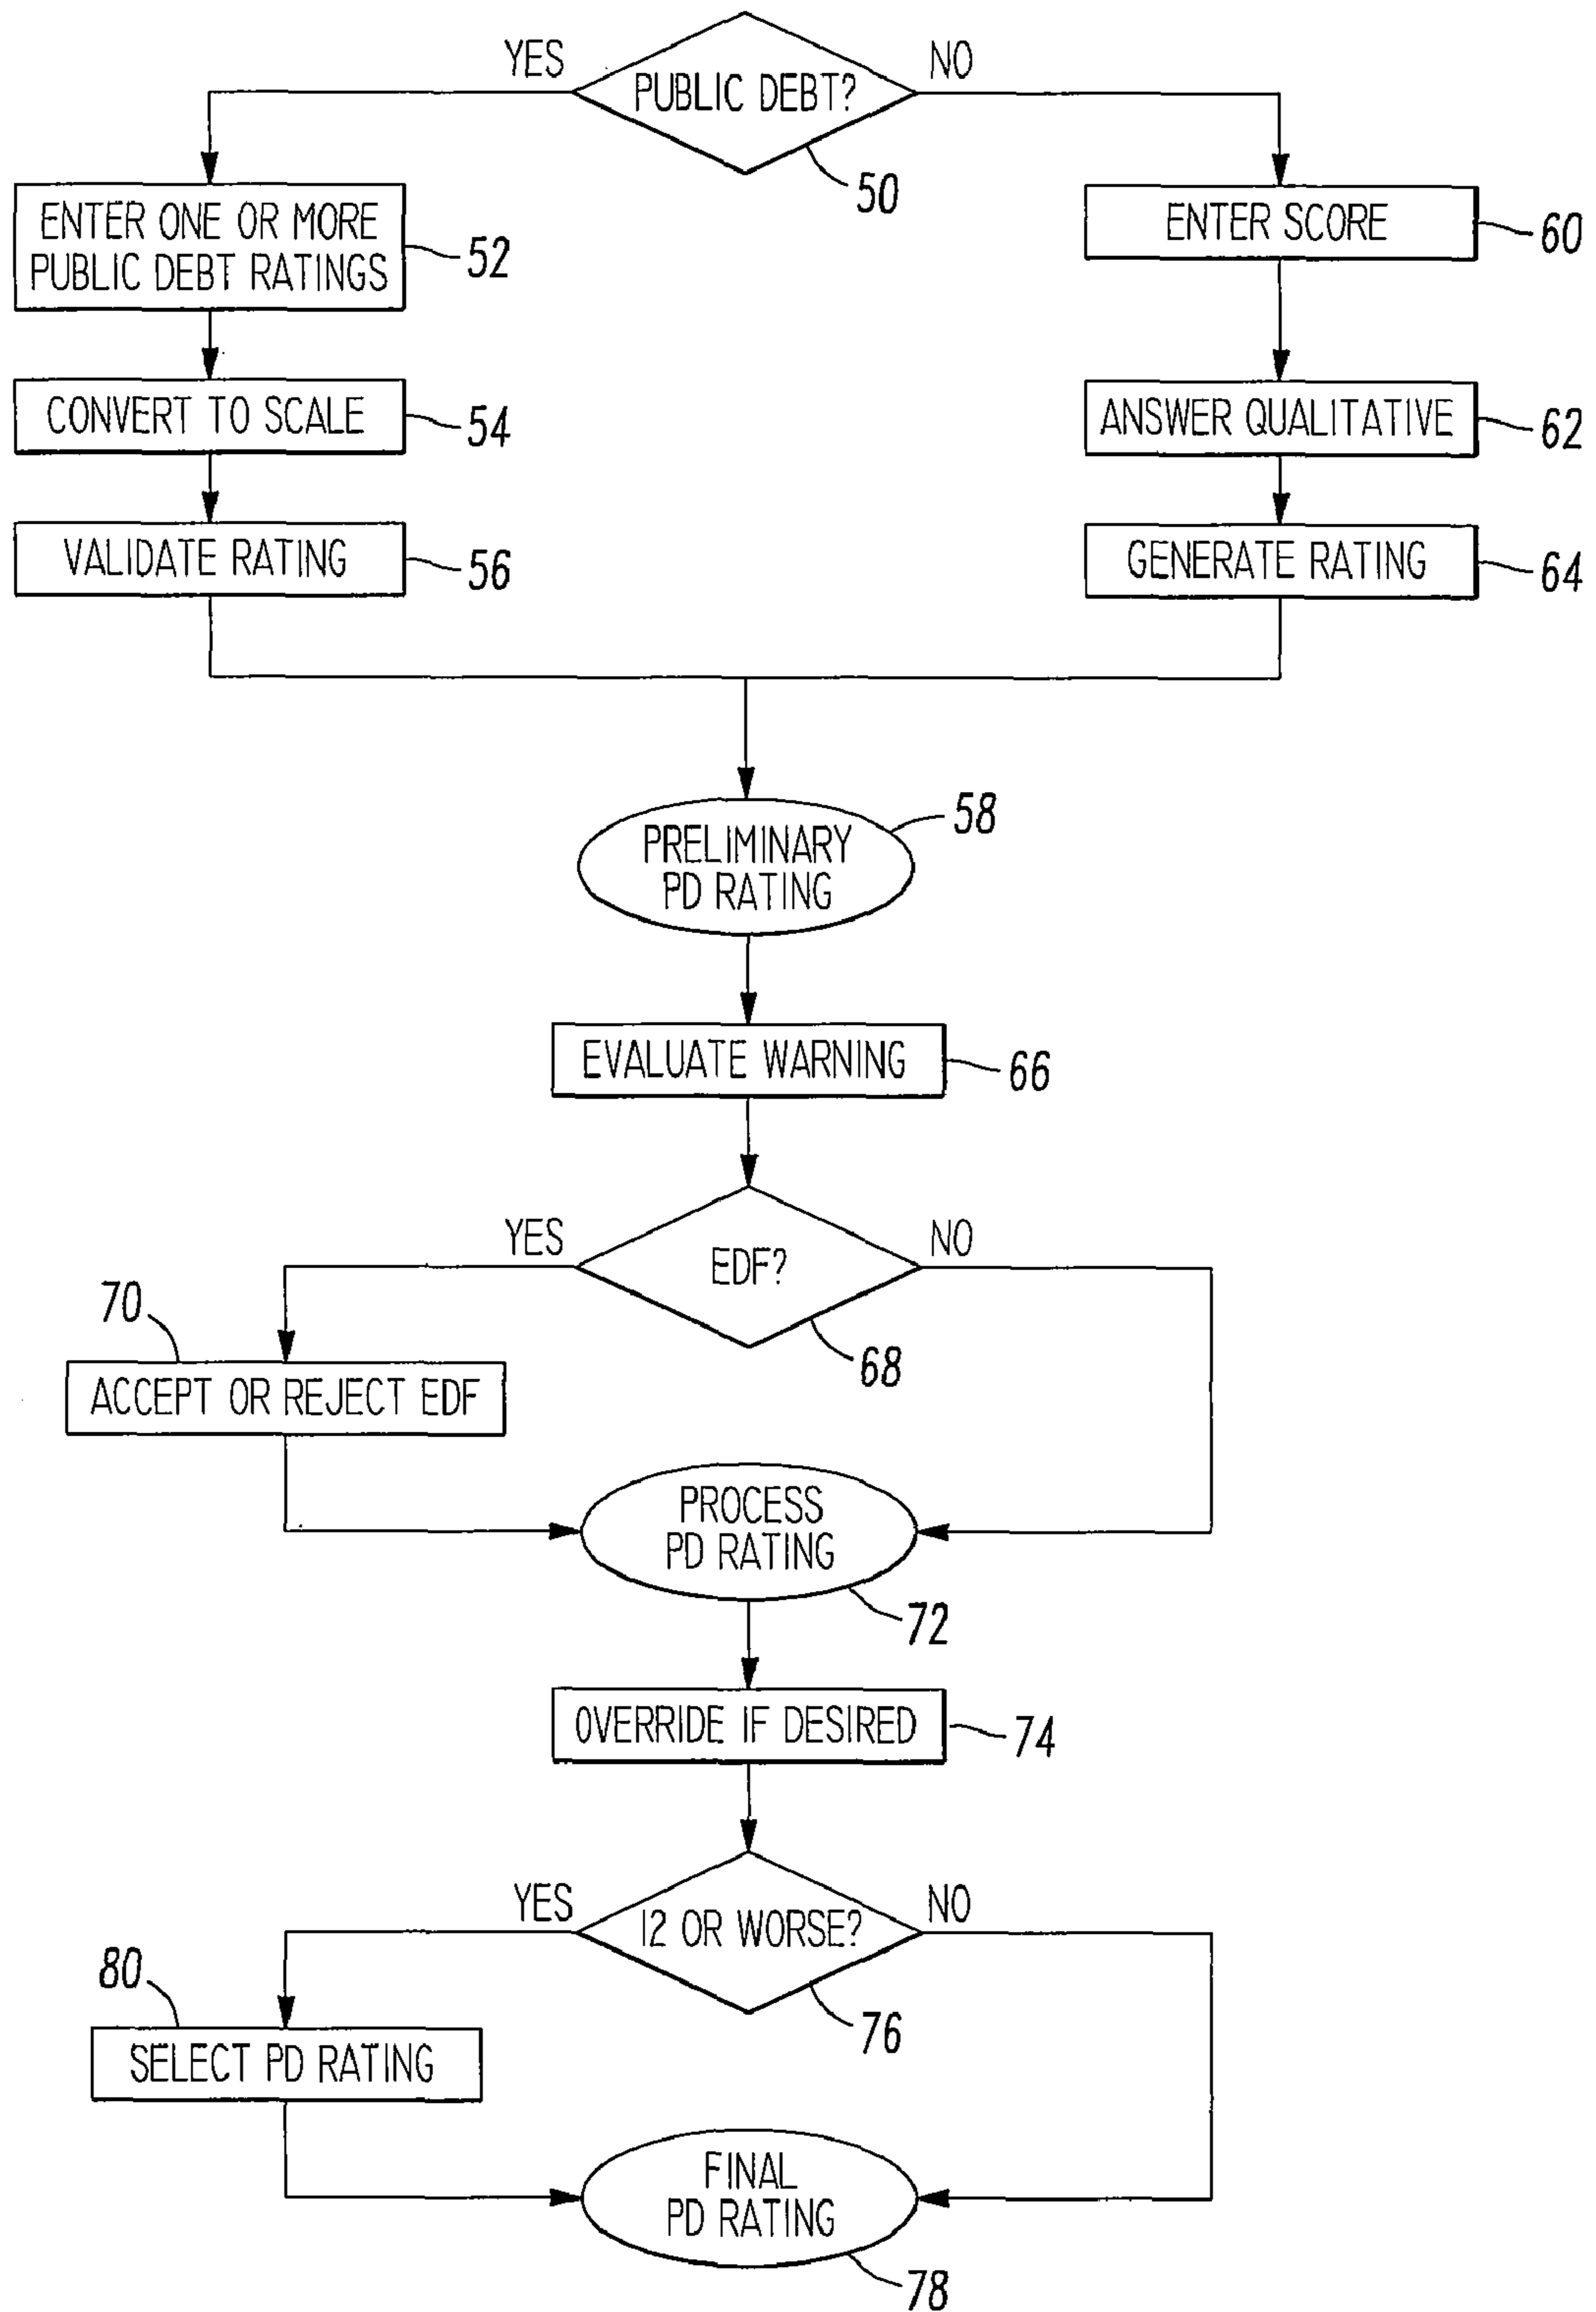 YES
NO
PUBLIC DEBT?
50
ENTER ONE OR MORE
PUBLIC DEBT RATINGS
52
ENTER SCORE
60
CONVERT TO SCALE
54
ANSWER QUALITATIVE
62
VALIDATE RATING
56
GENERATE RATING
64
PRELIMINARY
PD RATING
58
EVALUATE WARNING
66
YES
NO
EDF?
68
70
ACCEPT OR REJECT EDF
PROCESS
PD RATING
72
OVERRIDE IF DESIRED
74
YES
NO
12 OR WORSE?
76
80
SELECT PD RATING
FINAL
PD RATING
78